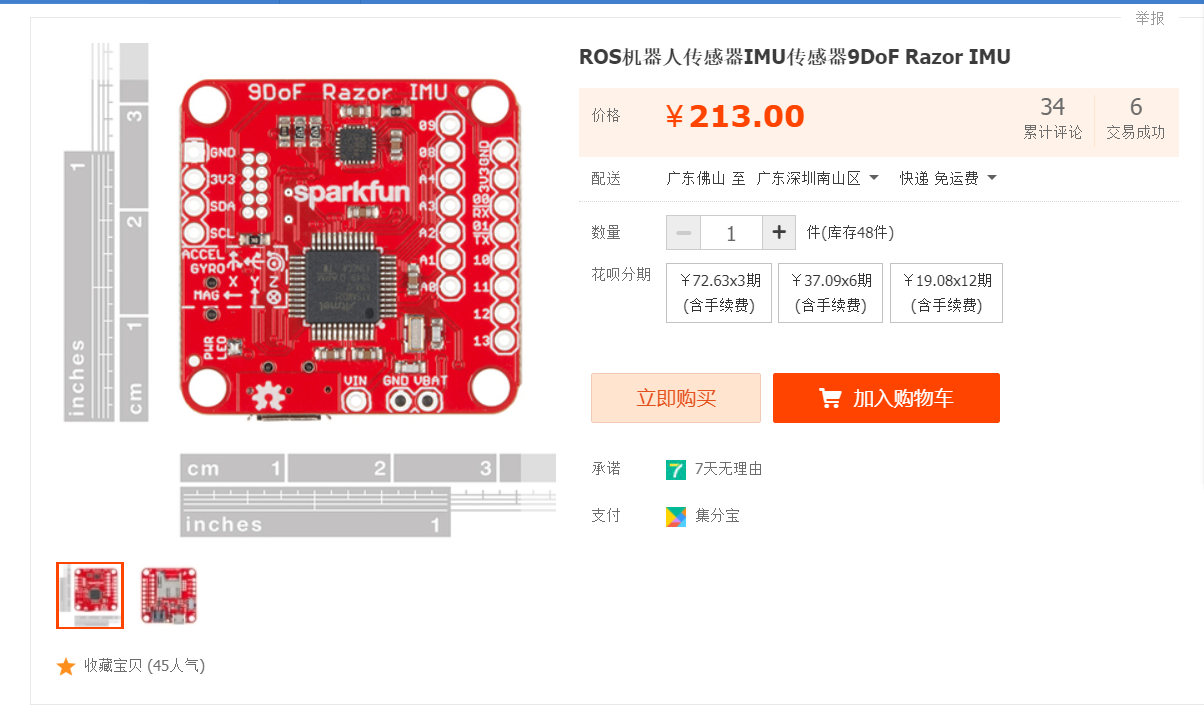 举报
ROS机器人传感器IMU传感器9DoF Razor IMU
价格
￥213.00
34
累计评论
6
交易成功
配送
广东佛山 至 广东深圳南山区
快递 免运费
数量
1
件(库存48件)
花呗分期
￥72.63x3期
(含手续费)
￥37.09x6期
(含手续费)
￥19.08x12期
(含手续费)
立即购买
加入购物车
承诺
7
7天无理由
支付
集分宝
9DoF Razor IMU
GND
3V3
SDA
SCL
sparkfun
09
08
A4
A3
A2
A1
A0
GND
3V3
00
RX
01
TX
10
11
12
13
ACCEL
GYRO
MAG
X
Y
Z
PWR
LED
VIN
GND
VBAT
1
inches
3
2
1
cm
cm 1 2 3
inches 1
收藏宝贝 (45人气)